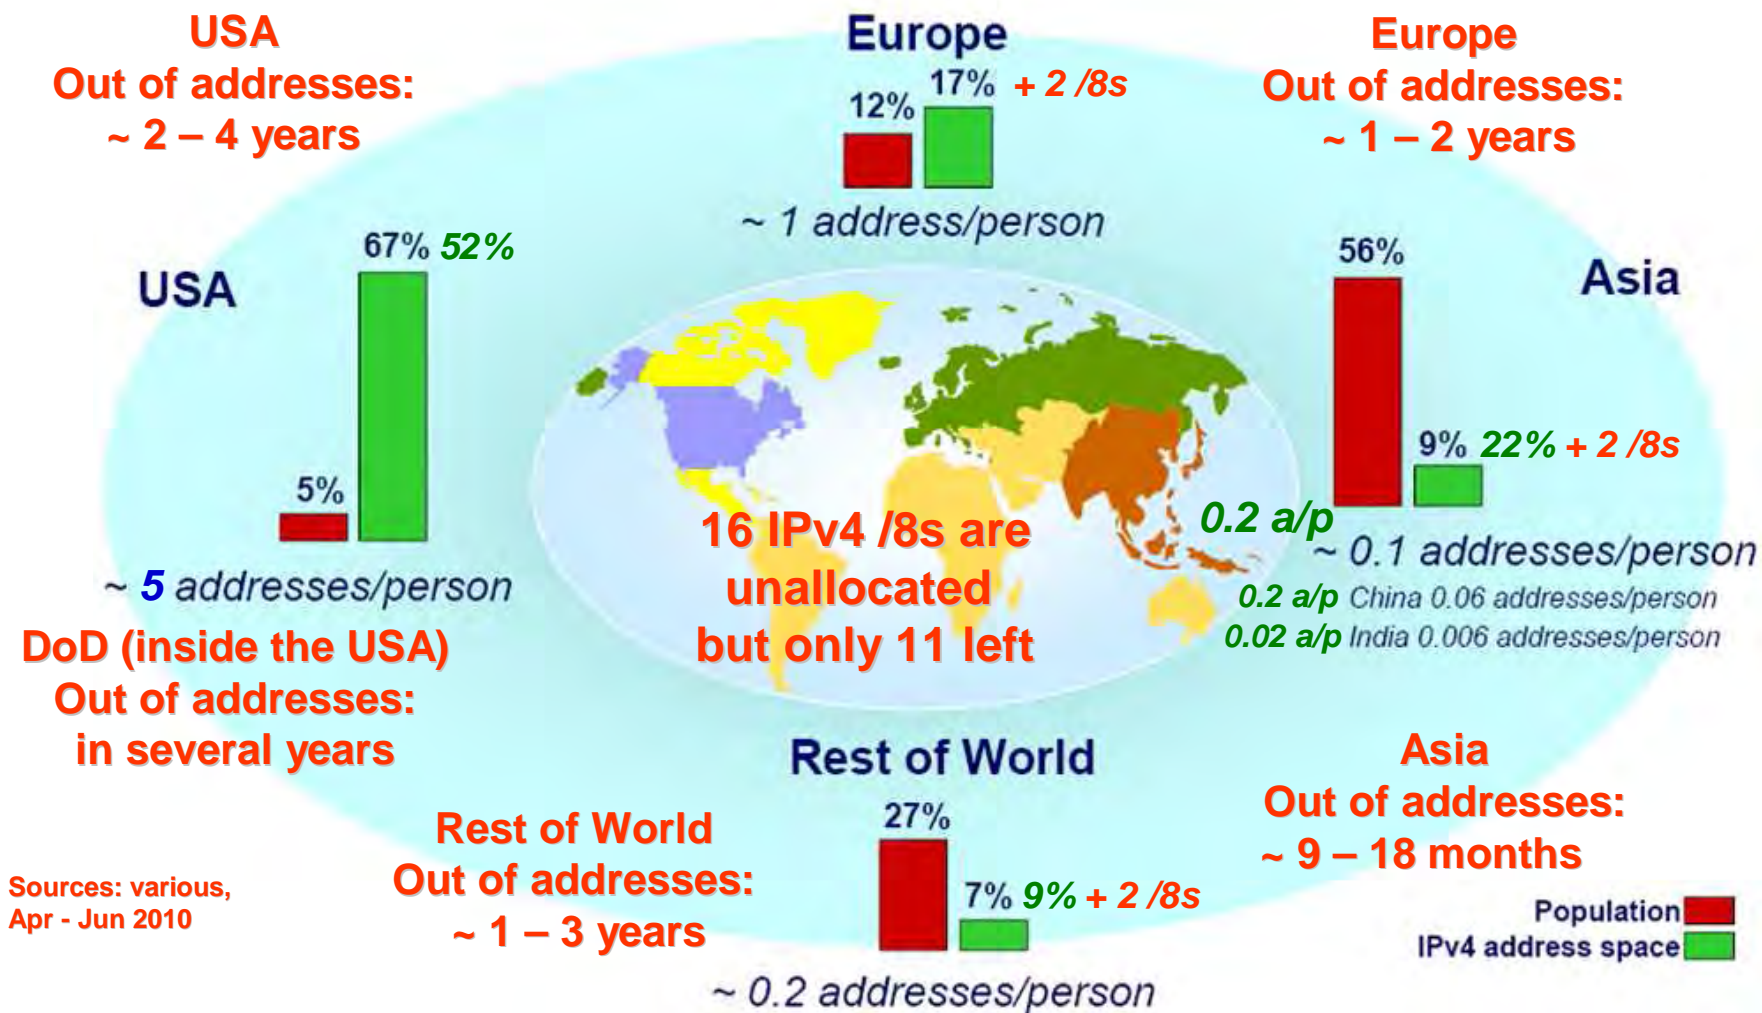 USA
Out of addresses:
~ 2 – 4 years
Europe
12%
17% + 2 /8s
~ 1 address/person
Europe
Out of addresses:
~ 1 – 2 years
USA
67% 52%
5%
~ 5 addresses/person
DoD (inside the USA)
Out of addresses:
in several years
16 IPv4 /8s are
unallocated
but only 11 left
56%
Asia
9% 22% + 2 /8s
0.2 a/p
~ 0.1 addresses/person
0.2 a/p China 0.06 addresses/person
0.02 a/p India 0.006 addresses/person
Rest of World
27%
7% 9% + 2 /8s
~ 0.2 addresses/person
Rest of World
Out of addresses:
~ 1 – 3 years
Asia
Out of addresses:
~ 9 – 18 months
Sources: various,
Apr - Jun 2010
Population
IPv4 address space